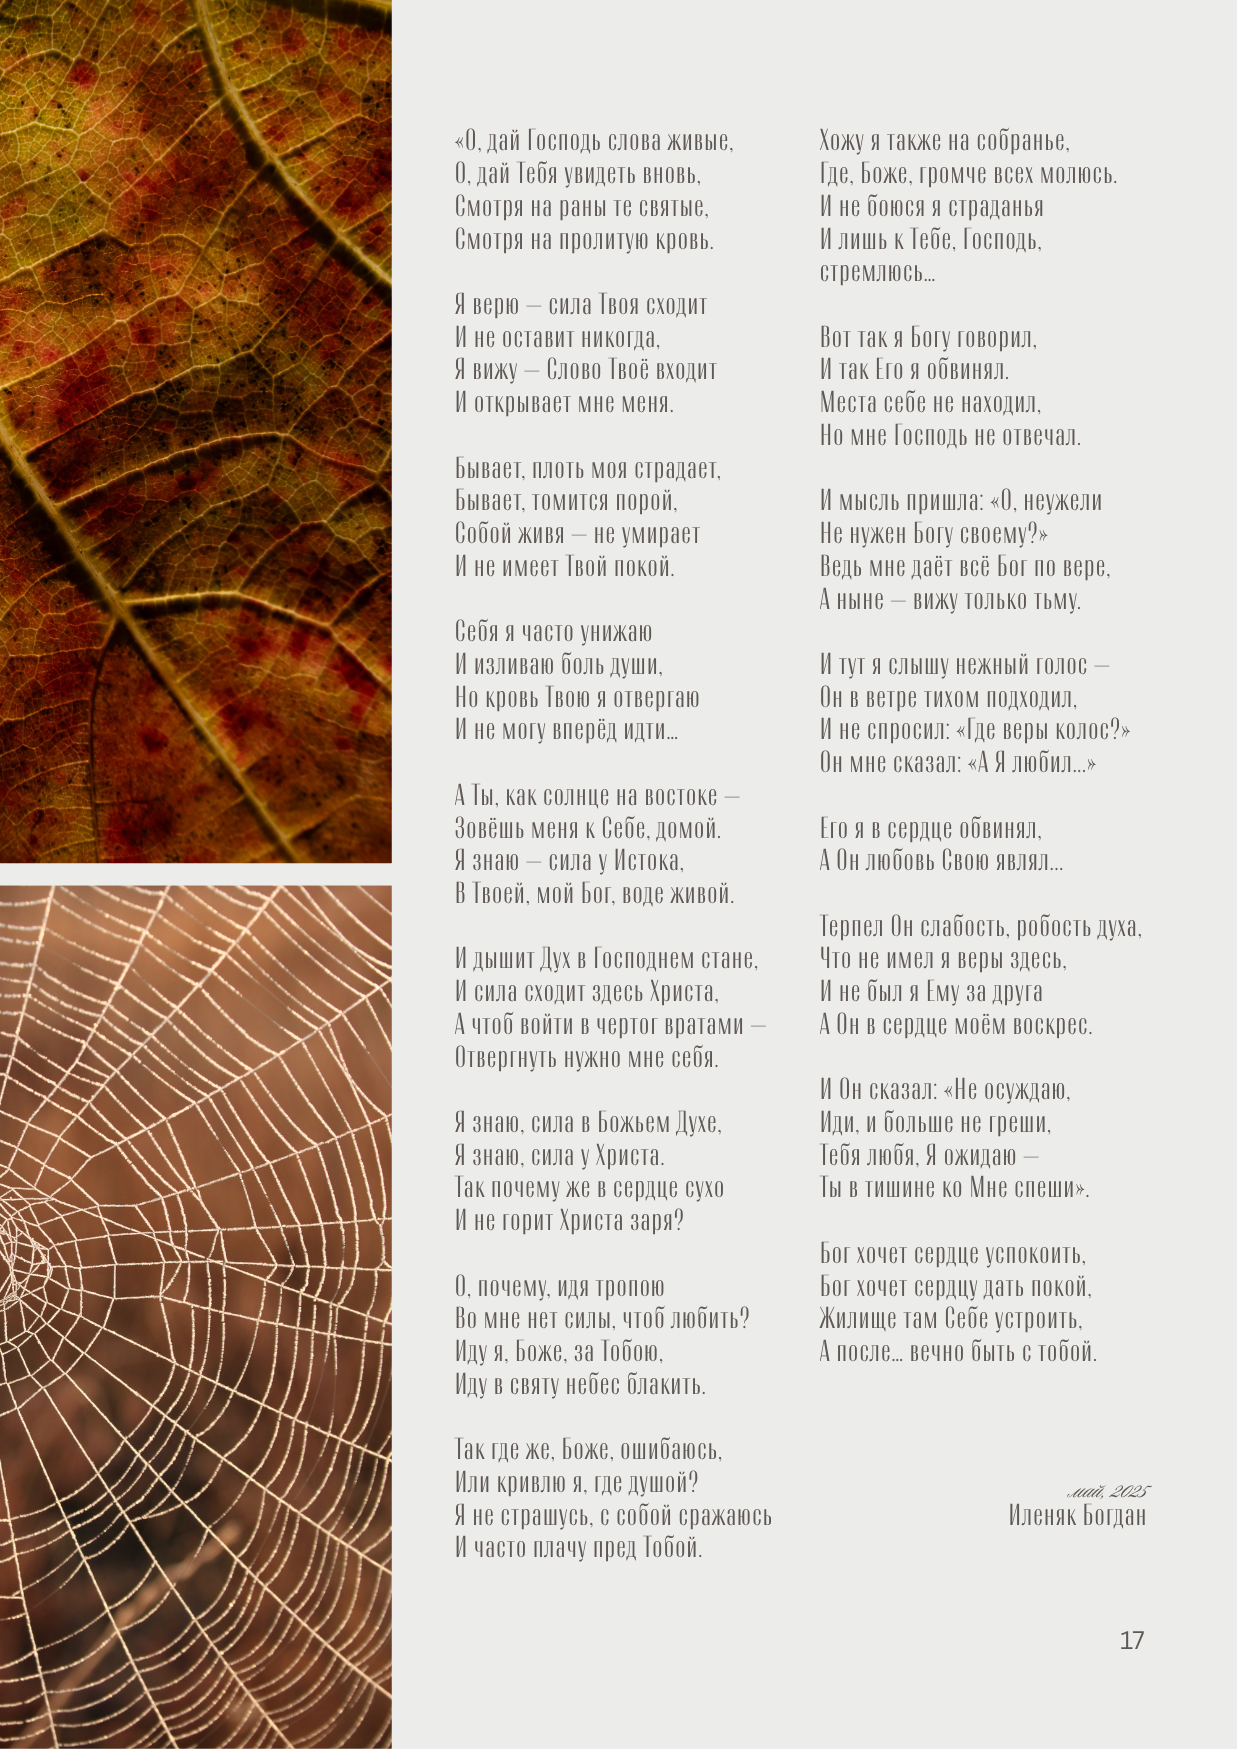 «О, дай Господь слова живые,
О, дай Тебя увидеть вновь,
Смотря на раны те святые,
Смотря на пролитую кровь.

Я верю — сила Твоя сходит
И не оставит никогда,
Я вижу — Слово Твоё входит
И открывает мне меня.

Бывает, плоть моя страдает,
Бывает, томится порой,
Собой живя — не умирает
И не имеет Твой покой.

Себя я часто унижаю
И изливаю боль души,
Но кровь Твою я отвергаю
И не могу вперёд идти...

А Ты, как солнце на востоке —
Зовёшь меня к Себе, домой.
Я знаю — сила у Истока,
В Твоей, мой Бог, воде живой.

И дышит Дух в Господнем стане,
И сила сходит здесь Христа,
А чтоб войти в чертог вратами —
Отвергнуть нужно мне себя.

Я знаю, сила в Божьем Духе,
Я знаю, сила у Христа.
Так почему же в сердце сухо
И не горит Христа заря?

О, почему, идя тропою
Во мне нет силы, чтоб любить?
Иду я, Боже, за Тобою,
Иду в святу небес блакить.

Так где же, Боже, ошибаюсь,
Или кривлю я, где душой?
Я не страшусь, с собой сражаюсь
И часто плачу пред Тобой.

Хожу я также на собранье,
Где, Боже, громче всех молюсь.
И не боюся я страданья
И лишь к Тебе, Господь,
стремлюсь...

Вот так я Богу говорил,
И так Его я обвинял.
Места себе не находил,
Но мне Господь не отвечал.

И мысль пришла: «О, неужели
Не нужен Богу своему?»
Ведь мне даёт всё Бог по вере,
А ныне — вижу только тьму.

И тут я слышу нежный голос —
Он в ветре тихом подходил,
И не спросил: «Где веры колос?»
Он мне сказал: «А Я любил...»

Его я в сердце обвинял,
А Он любовь Свою являл...

Терпел Он слабость, робость духа,
Что не имел я веры здесь,
И не был я Ему за друга
А Он в сердце моём воскрес.

И Он сказал: «Не осуждаю,
Иди, и больше не греши,
Тебя любя, Я ожидаю —
Ты в тишине ко Мне спеши».

Бог хочет сердце успокоить,
Бог хочет сердцу дать покой,
Жилище там Себе устроить,
А после... вечно быть с тобой.

май, 2025
Иленяк Богдан
17